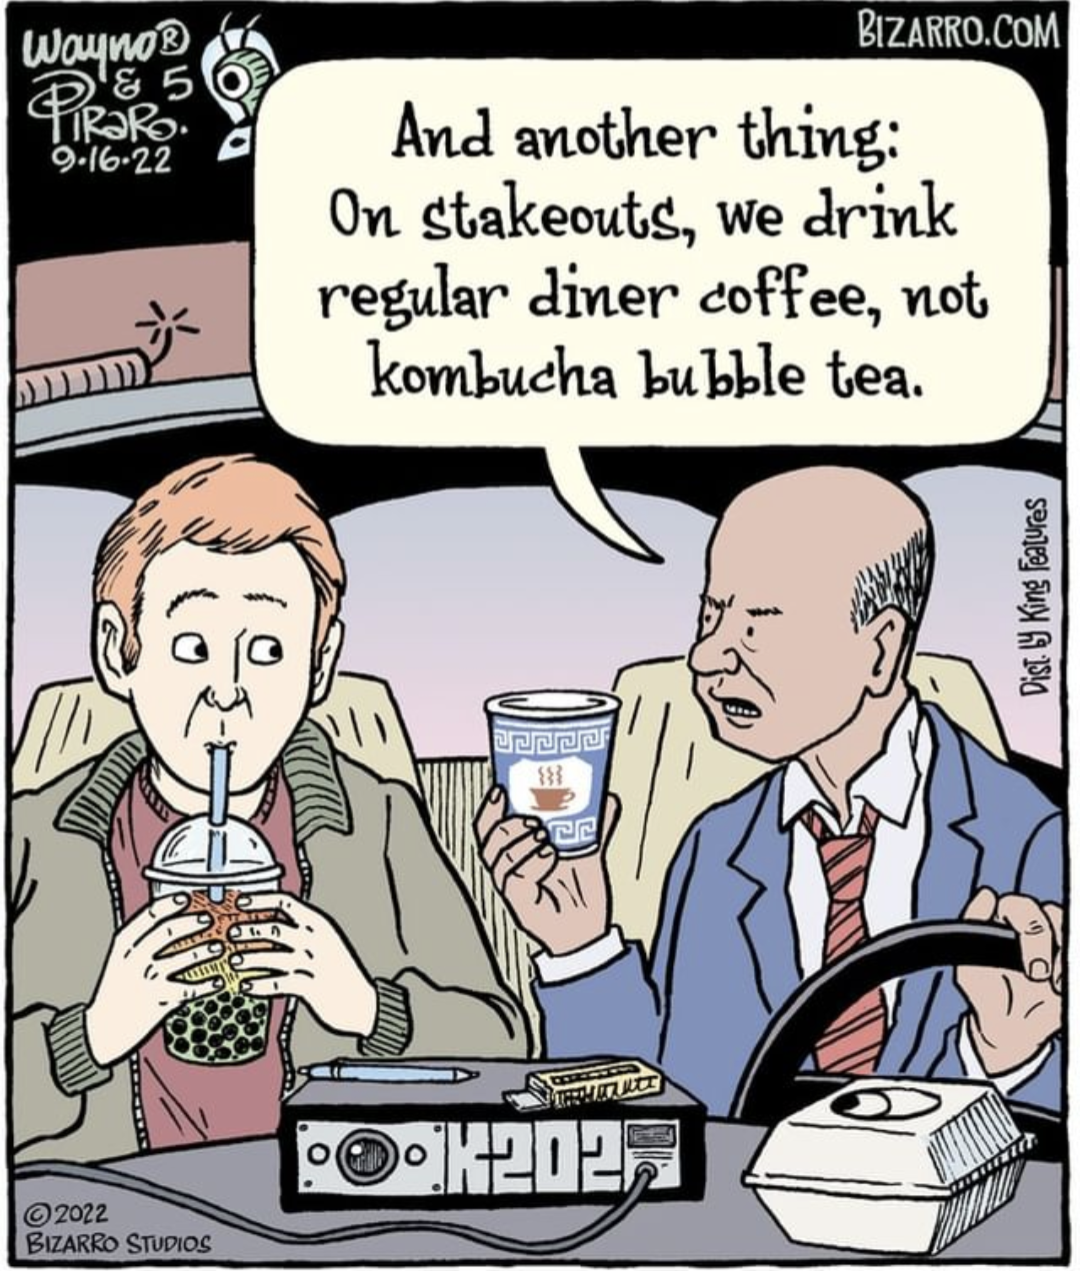 Wayno®
& 5
PIRARO.
9·16·22
BIZARRO.COM
And another thing:
On stakeouts, we drink
regular diner coffee, not
kombucha bubble tea.
Dist. by King Features
K202
©2022
BIZARRO STUDIOS